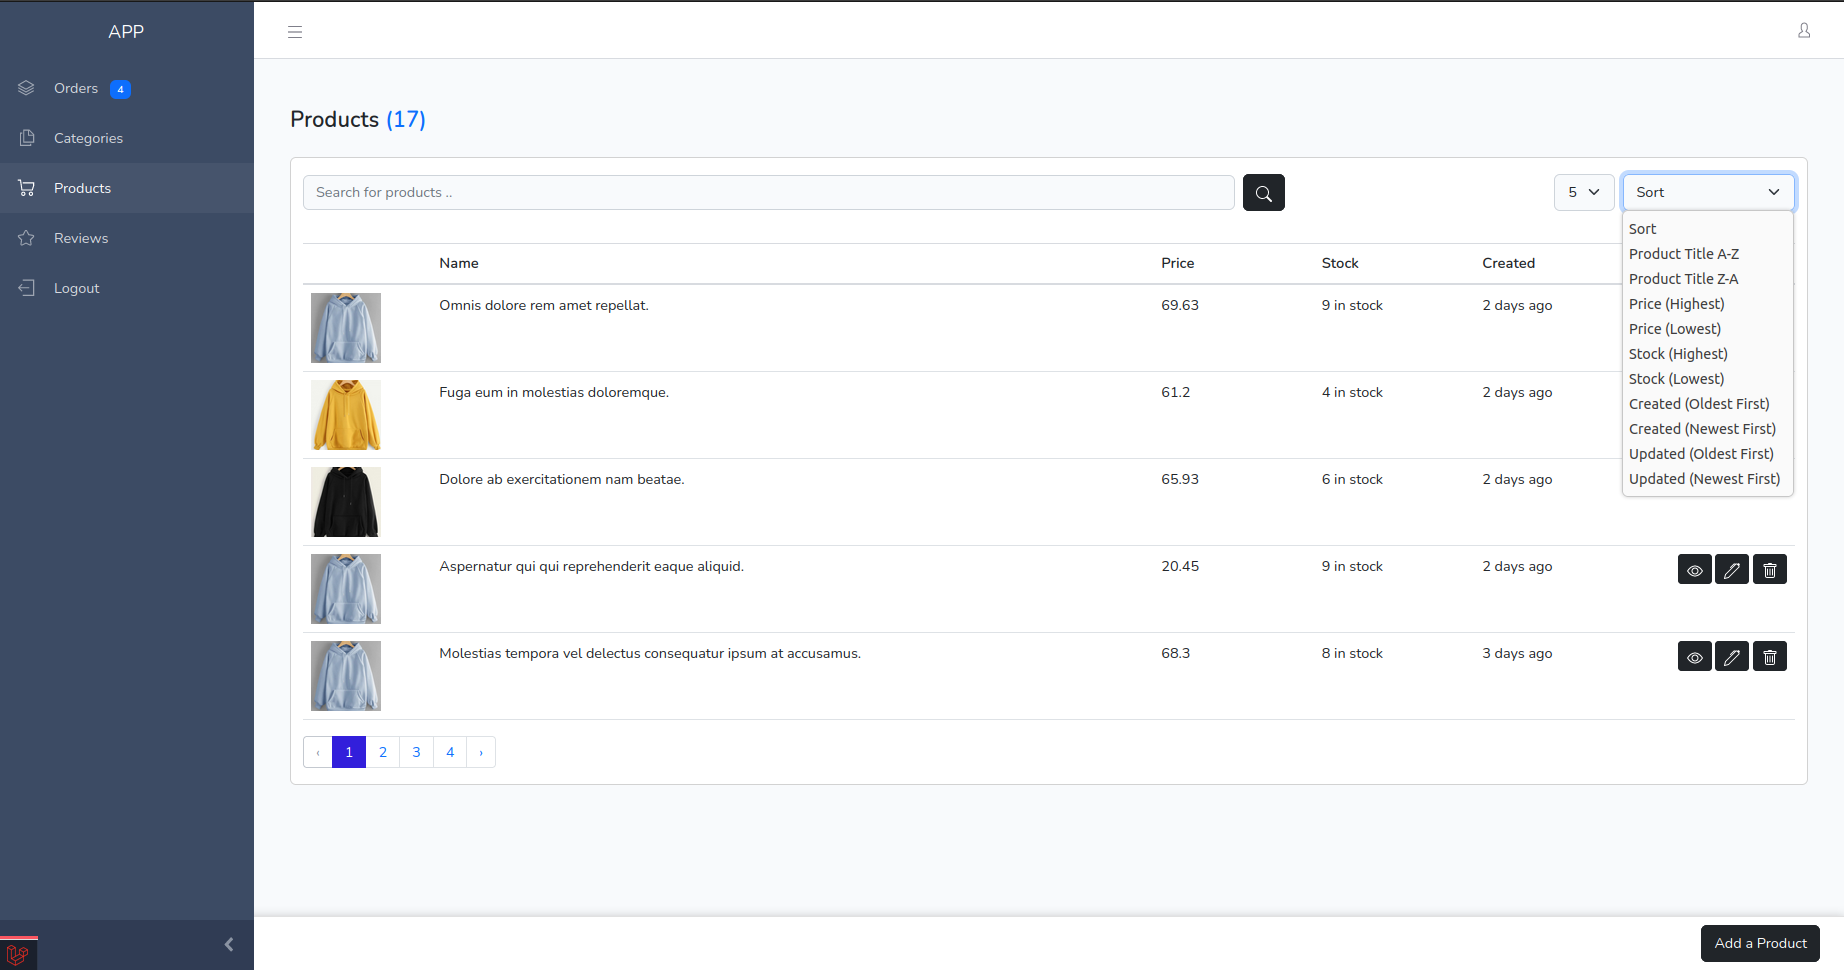 APP
Orders 4
Categories
Products
Reviews
Logout
Products (17)
Search for products ..
5
Sort
Sort
Product Title A-Z
Product Title Z-A
Price (Highest)
Price (Lowest)
Stock (Highest)
Stock (Lowest)
Created (Oldest First)
Created (Newest First)
Updated (Oldest First)
Updated (Newest First)
Name Price Stock Created
Omnis dolore rem amet repellat. 69.63 9 in stock 2 days ago
Fuga eum in molestias doloremque. 61.2 4 in stock 2 days ago
Dolore ab exercitationem nam beatae. 65.93 6 in stock 2 days ago
Aspernatur qui qui reprehenderit eaque aliquid. 20.45 9 in stock 2 days ago
Molestias tempora vel delectus consequatur ipsum at accusamus. 68.3 8 in stock 3 days ago
‹ 1 2 3 4 ›
Add a Product